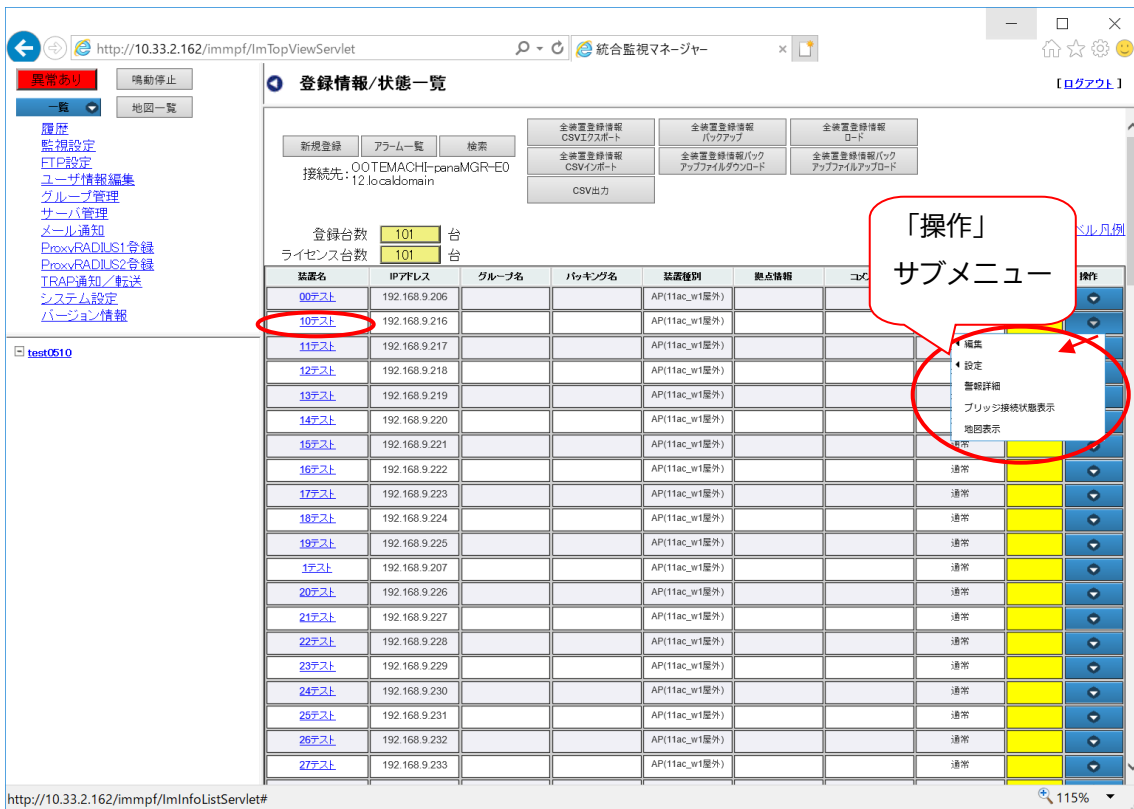 http://10.33.2.162/immpf/ImTopViewServlet
統合監視マネージャー
異常あり
鳴動停止
一覧
地図一覧
履歴
監視設定
FTP設定
ユーザ情報編集
グループ管理
サーバ管理
メール通知
ProxyRADIUS1登録
ProxyRADIUS2登録
TRAP通知／転送
システム設定
バージョン情報
test0510
登録情報/状態一覧
[ログアウト]
新規登録 アラーム一覧 検索
接続先: OOTEMACHI-panaMGR-E0
12.localdomain
全装置登録情報
CSVエクスポート
全装置登録情報
バックアップ
全装置登録情報
ロード
全装置登録情報
CSVインポート
全装置登録情報バック
アップファイルダウンロード
全装置登録情報バック
アップファイルアップロード
CSV出力
登録台数 101 台
ライセンス台数 101 台
ベル凡例
「操作」
サブメニュー
装置名 IPアドレス グループ名 パッキング名 装置種別 拠点情報 操作
00テスト 192.168.9.206 AP(11ac_w1屋外)
10テスト 192.168.9.216 AP(11ac_w1屋外)
11テスト 192.168.9.217 AP(11ac_w1屋外)
12テスト 192.168.9.218 AP(11ac_w1屋外)
13テスト 192.168.9.219 AP(11ac_w1屋外)
14テスト 192.168.9.220 AP(11ac_w1屋外)
15テスト 192.168.9.221 AP(11ac_w1屋外) 通常
16テスト 192.168.9.222 AP(11ac_w1屋外) 通常
17テスト 192.168.9.223 AP(11ac_w1屋外) 通常
18テスト 192.168.9.224 AP(11ac_w1屋外) 通常
19テスト 192.168.9.225 AP(11ac_w1屋外) 通常
1テスト 192.168.9.207 AP(11ac_w1屋外) 通常
20テスト 192.168.9.226 AP(11ac_w1屋外) 通常
21テスト 192.168.9.227 AP(11ac_w1屋外) 通常
22テスト 192.168.9.228 AP(11ac_w1屋外) 通常
23テスト 192.168.9.229 AP(11ac_w1屋外) 通常
24テスト 192.168.9.230 AP(11ac_w1屋外) 通常
25テスト 192.168.9.231 AP(11ac_w1屋外) 通常
26テスト 192.168.9.232 AP(11ac_w1屋外) 通常
27テスト 192.168.9.233 AP(11ac_w1屋外) 通常
編集
設定
警報詳細
ブリッジ接続状態表示
地図表示
http://10.33.2.162/immpf/ImInfoListServlet#
115%